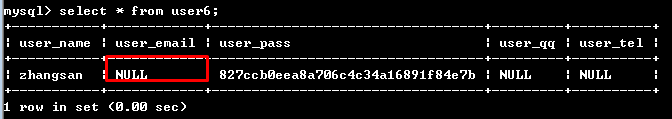 mysql> select * from user6;
+-----------+------------+----------------------------------+---------+----------+
| user_name | user_email | user_pass | user_qq | user_tel |
+-----------+------------+----------------------------------+---------+----------+
| zhangsan | NULL | 827ccb0eea8a706c4c34a16891f84e7b | NULL | NULL |
+-----------+------------+----------------------------------+---------+----------+
1 row in set (0.00 sec)